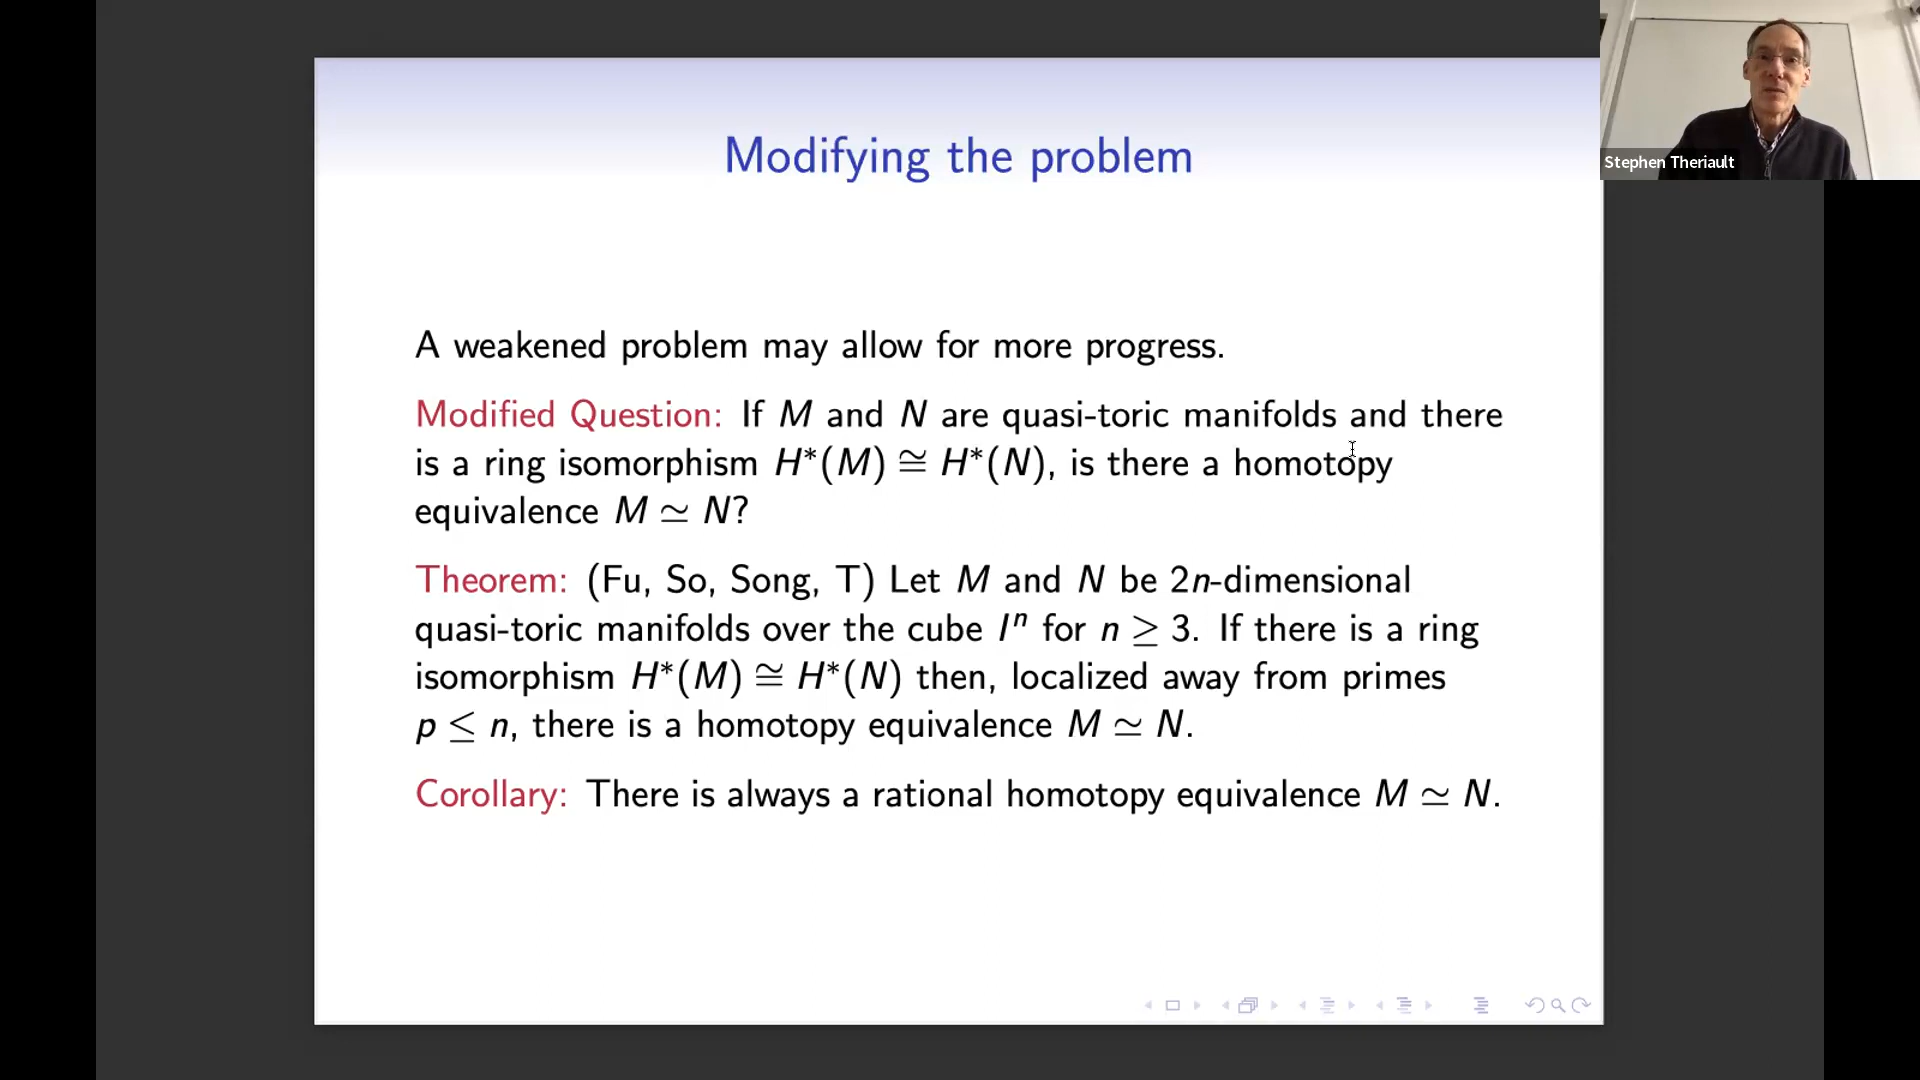 Modifying the problem
Stephen Theriault
A weakened problem may allow for more progress.
Modified Question: If M and N are quasi-toric manifolds and there
is a ring isomorphism H*(M) ≅ H*(N), is there a homotopy
equivalence M ≃ N?
Theorem: (Fu, So, Song, T) Let M and N be 2n-dimensional
quasi-toric manifolds over the cube Iⁿ for n ≥ 3. If there is a ring
isomorphism H*(M) ≅ H*(N) then, localized away from primes
p ≤ n, there is a homotopy equivalence M ≃ N.
Corollary: There is always a rational homotopy equivalence M ≃ N.